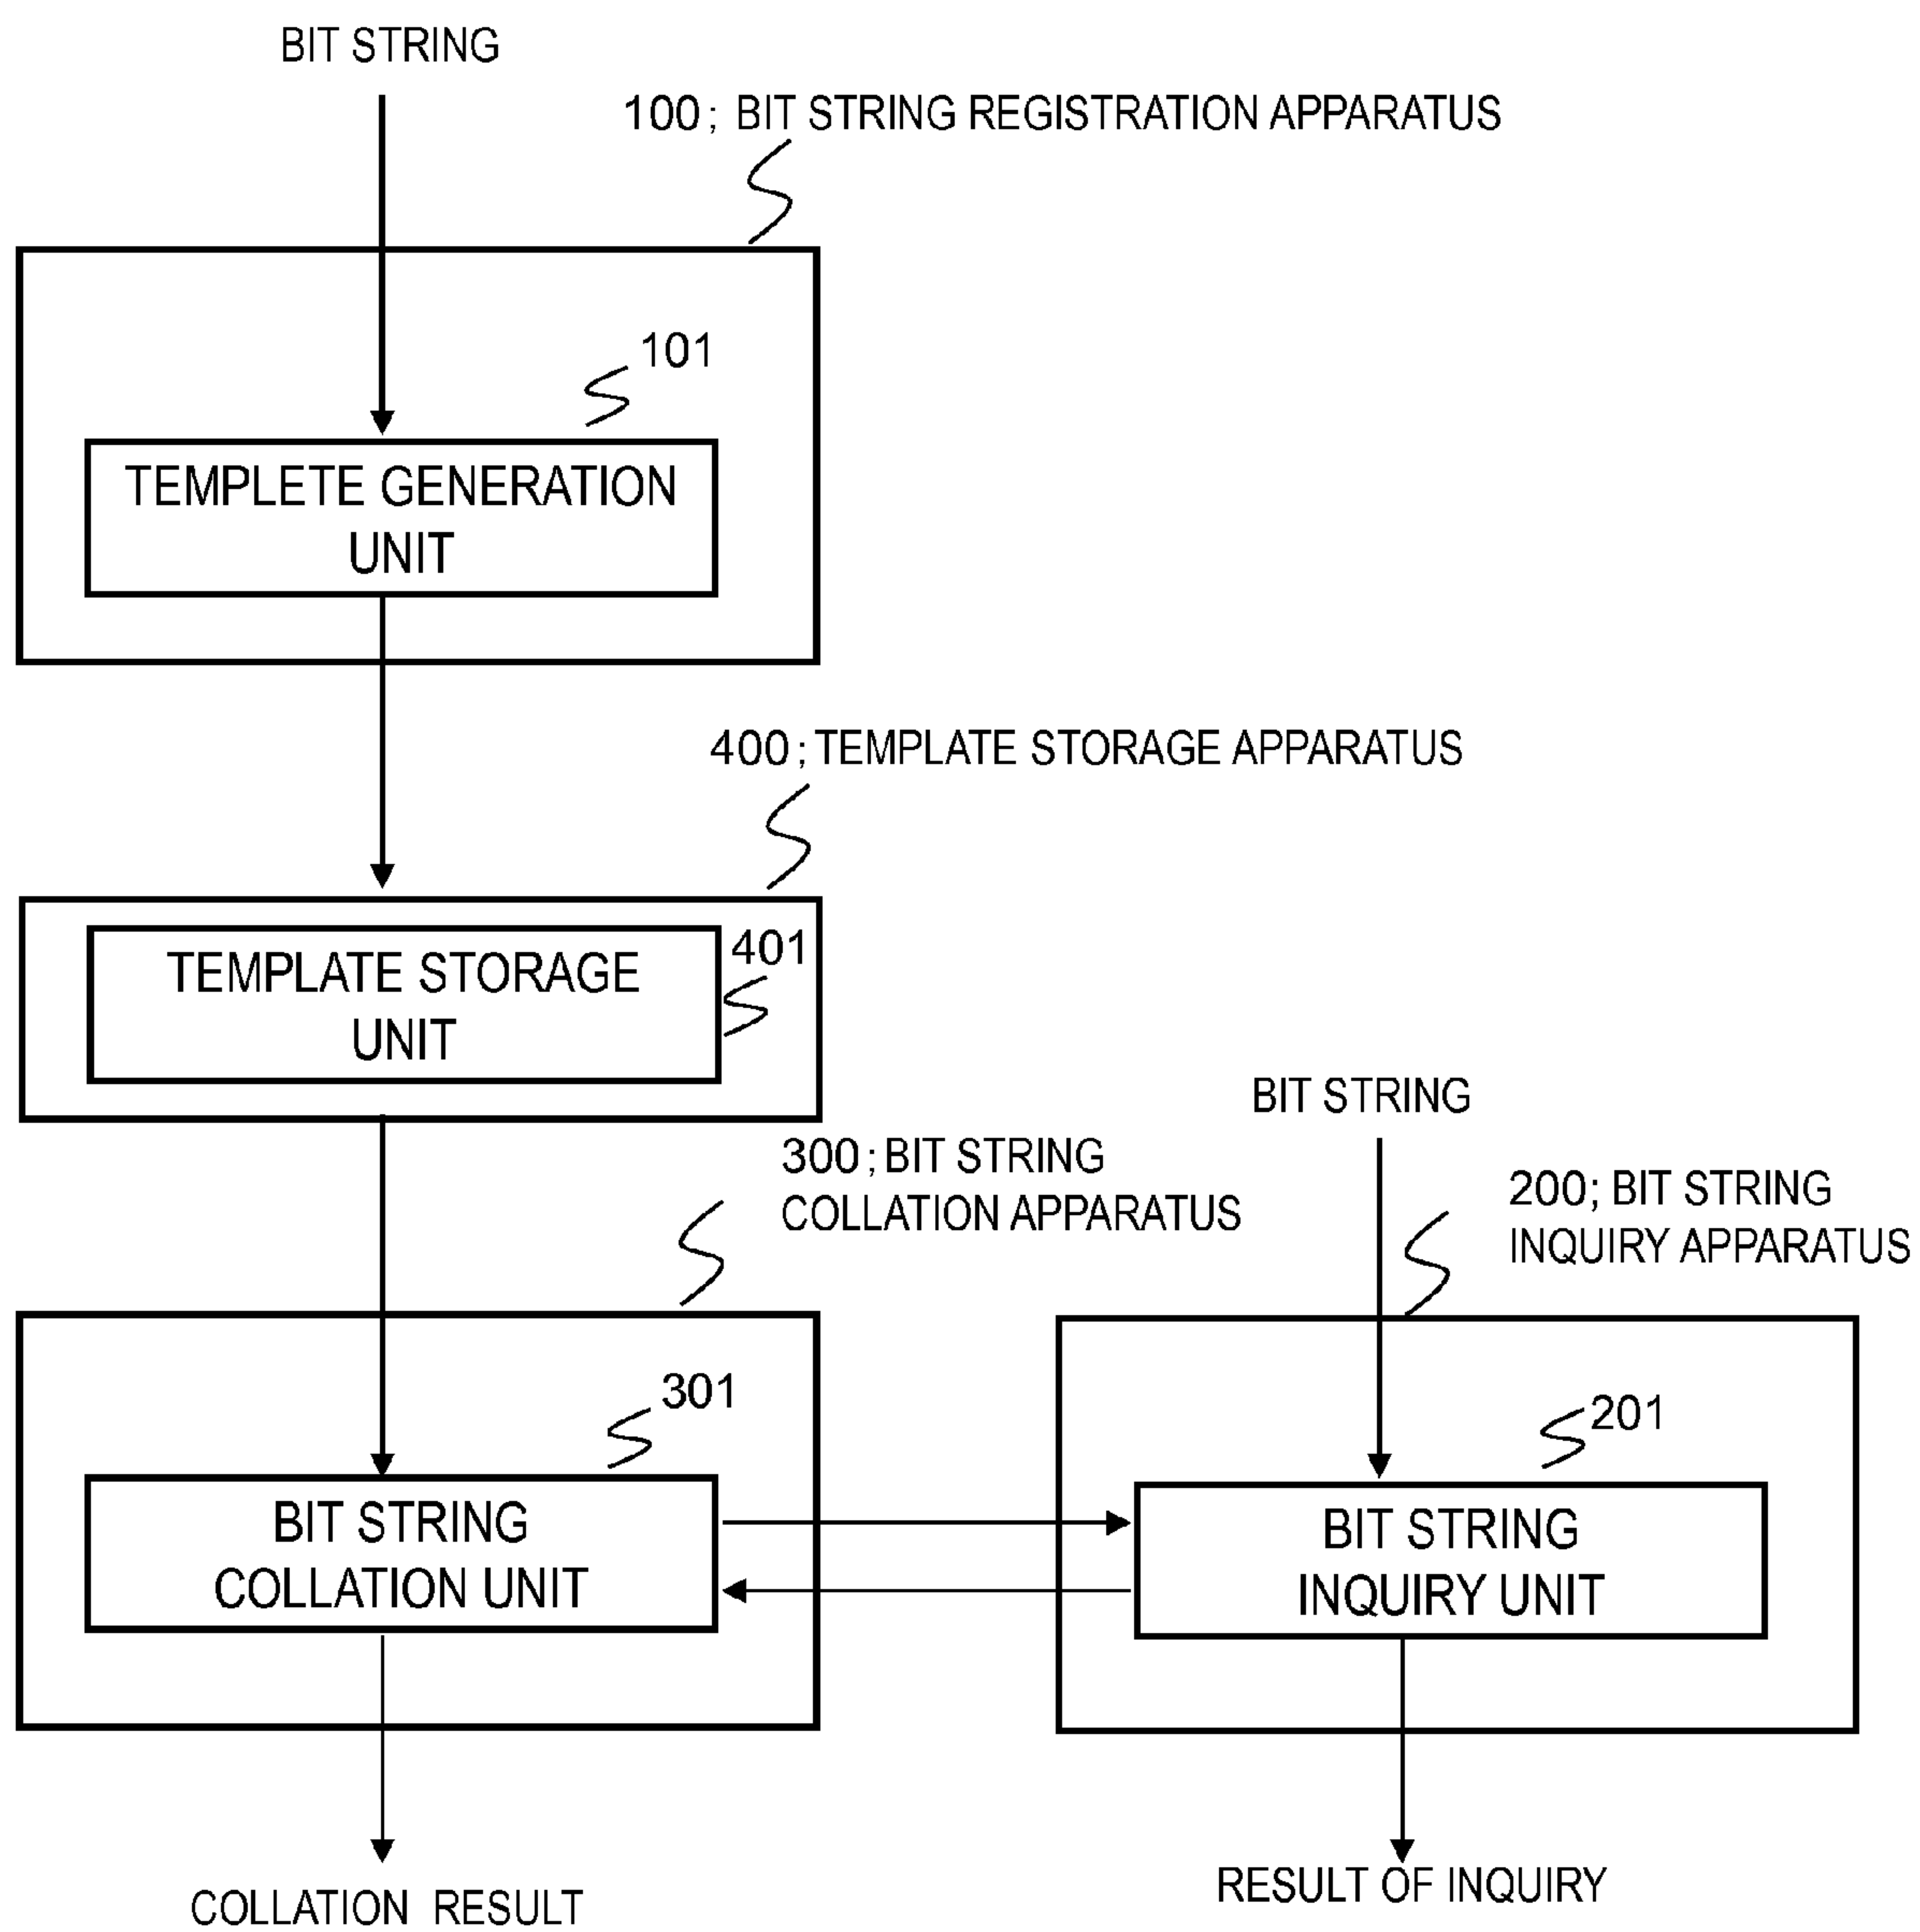 BIT STRING
100; BIT STRING REGISTRATION APPARATUS
101
TEMPLETE GENERATION
UNIT
400; TEMPLATE STORAGE APPARATUS
401
TEMPLATE STORAGE
UNIT
BIT STRING
300; BIT STRING
COLLATION APPARATUS
200; BIT STRING
INQUIRY APPARATUS
301
201
BIT STRING
COLLATION UNIT
BIT STRING
INQUIRY UNIT
COLLATION RESULT
RESULT OF INQUIRY